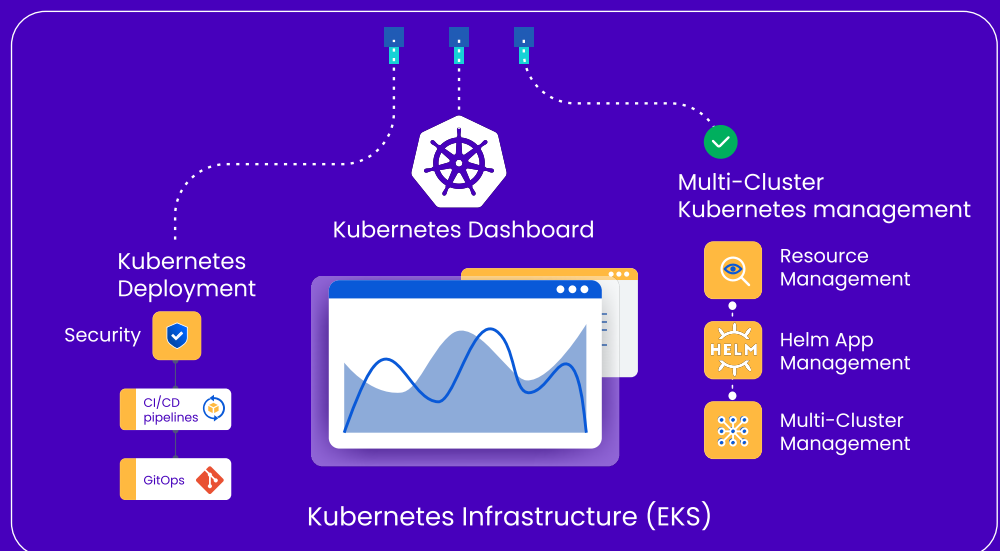 Kubernetes Dashboard
Kubernetes
Deployment
Security
CI/CD
pipelines
GitOps
Multi-Cluster
Kubernetes management
Resource
Management
HELM
Helm App
Management
Multi-Cluster
Management
Kubernetes Infrastructure (EKS)